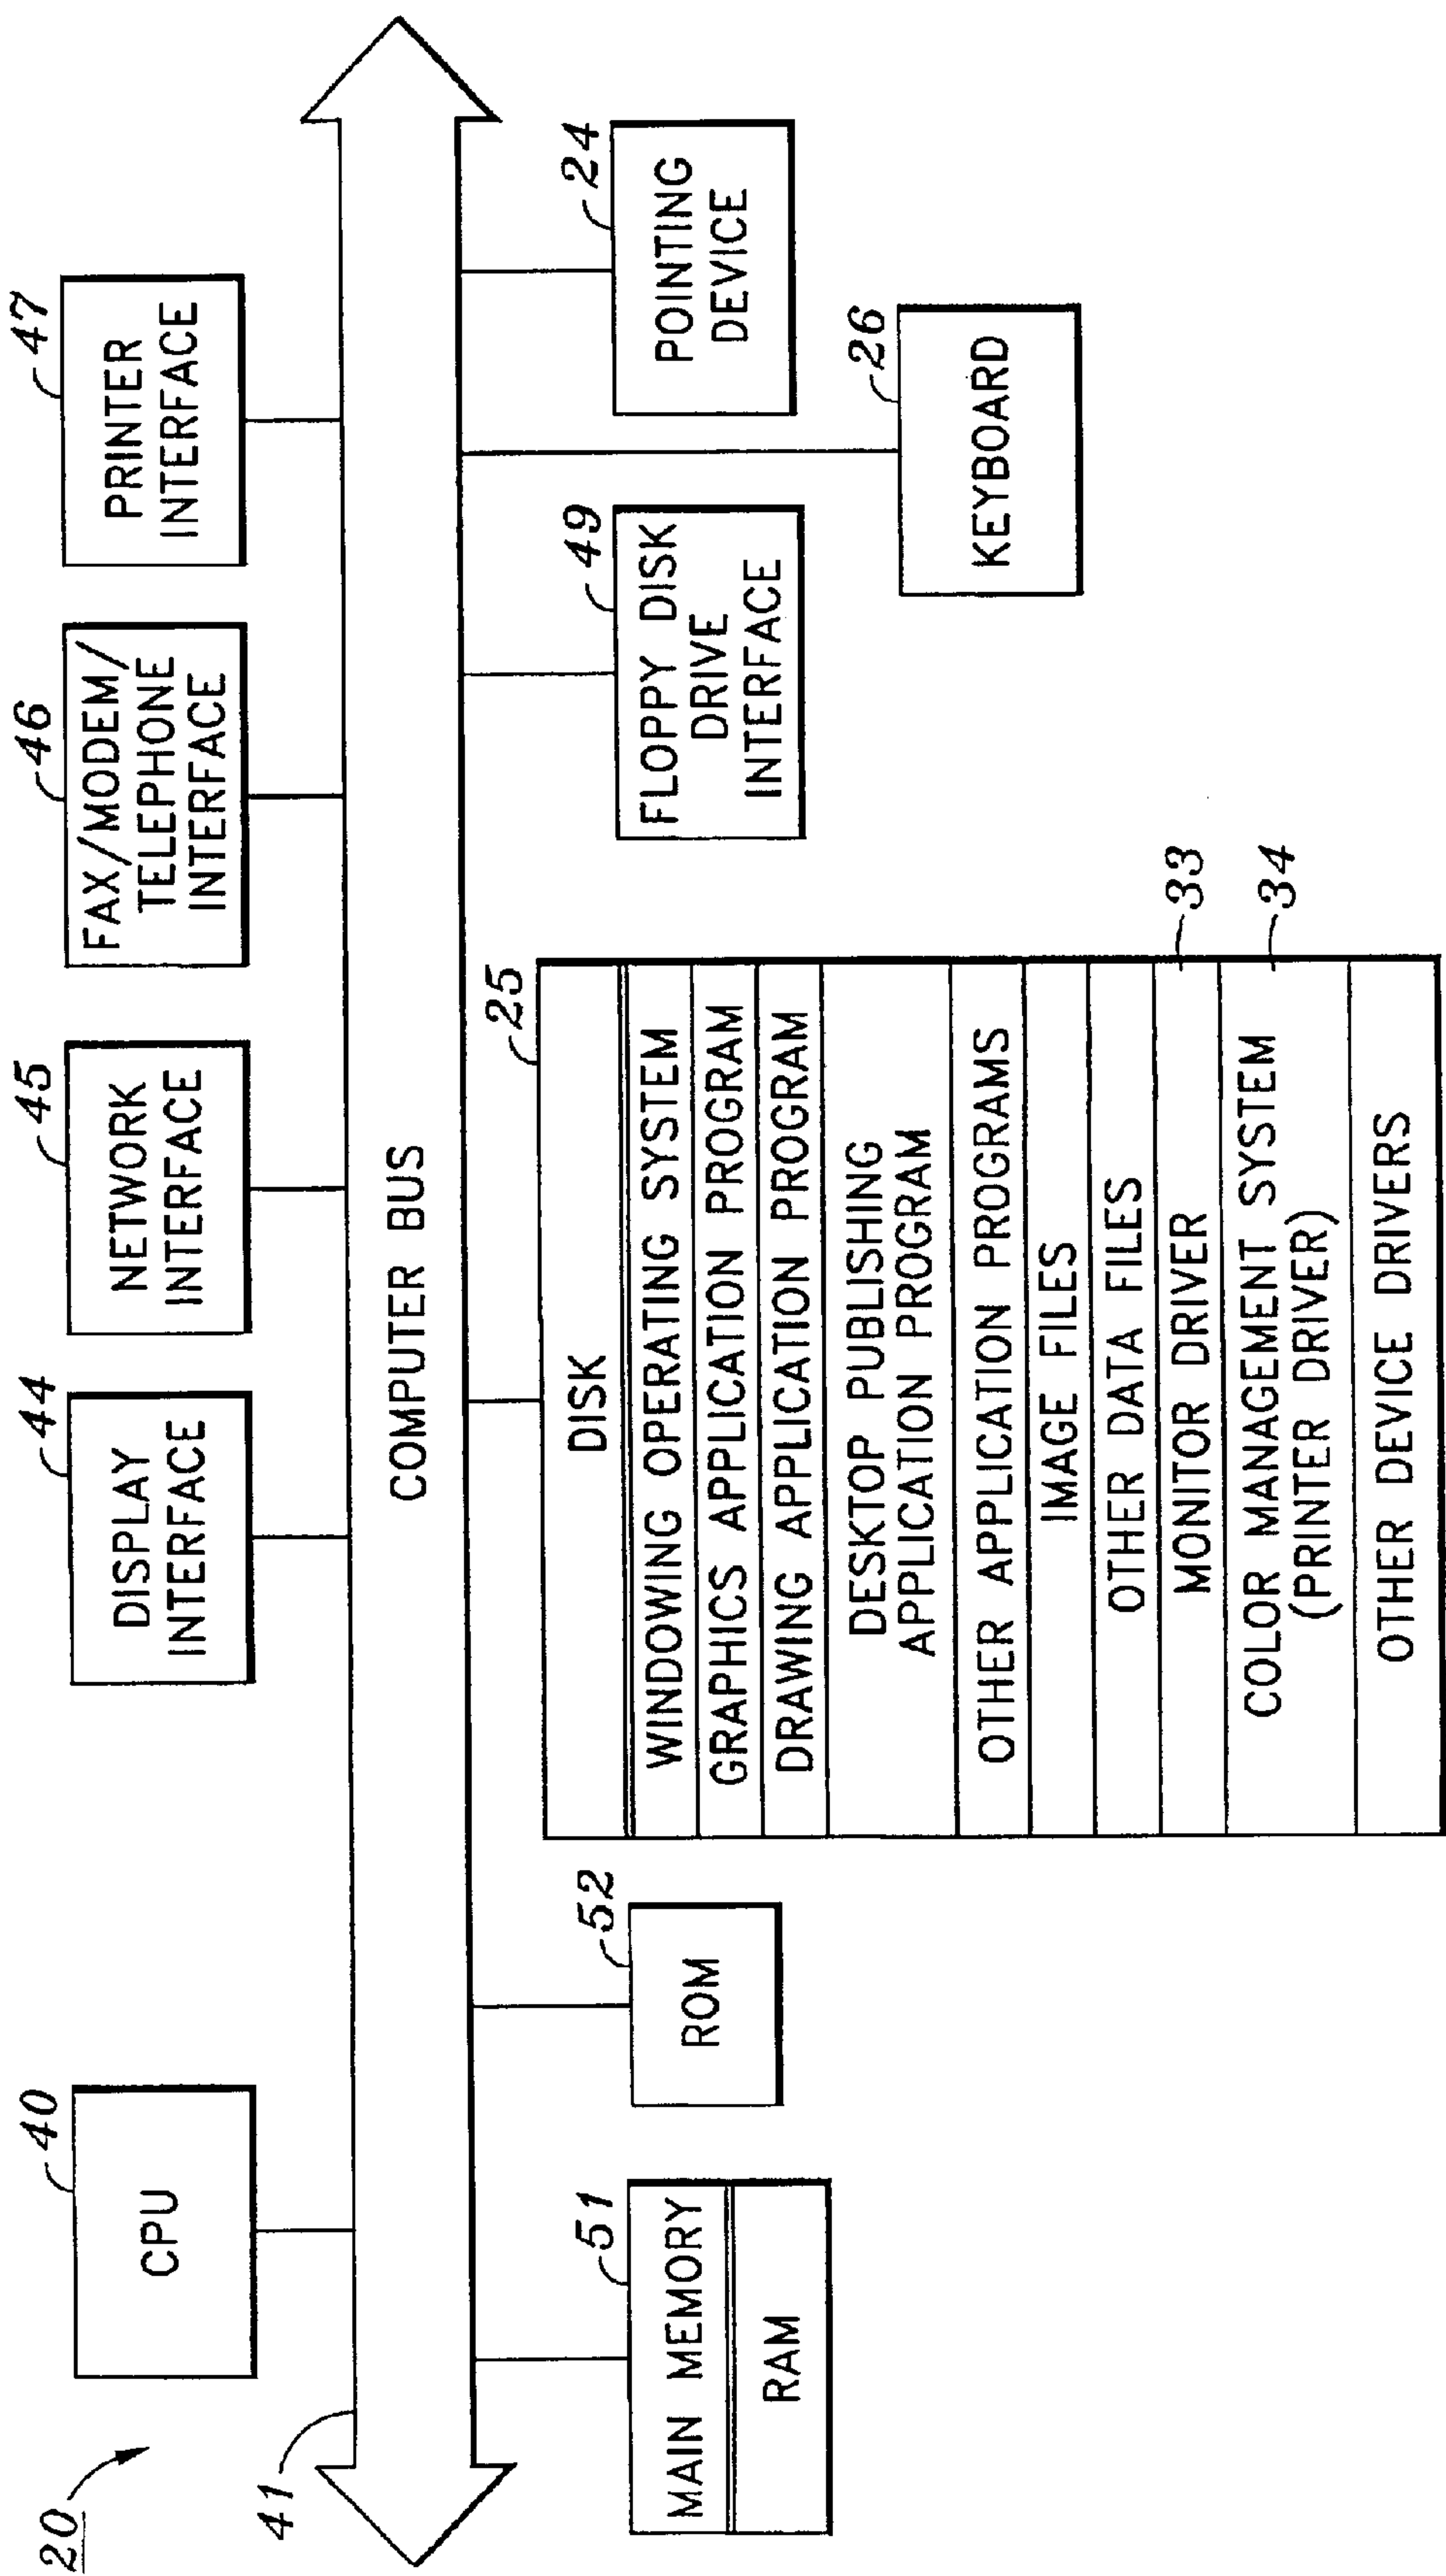 20
41
40
CPU
44
DISPLAY
INTERFACE
45
NETWORK
INTERFACE
46
FAX/MODEM/
TELEPHONE
INTERFACE
47
PRINTER
INTERFACE
COMPUTER BUS
51
MAIN MEMORY
RAM
52
ROM
25
DISK
WINDOWING OPERATING SYSTEM
GRAPHICS APPLICATION PROGRAM
DRAWING APPLICATION PROGRAM
DESKTOP PUBLISHING
APPLICATION PROGRAM
OTHER APPLICATION PROGRAMS
IMAGE FILES
OTHER DATA FILES
MONITOR DRIVER
33
COLOR MANAGEMENT SYSTEM
(PRINTER DRIVER)
34
OTHER DEVICE DRIVERS
49
FLOPPY DISK
DRIVE
INTERFACE
24
POINTING
DEVICE
26
KEYBOARD